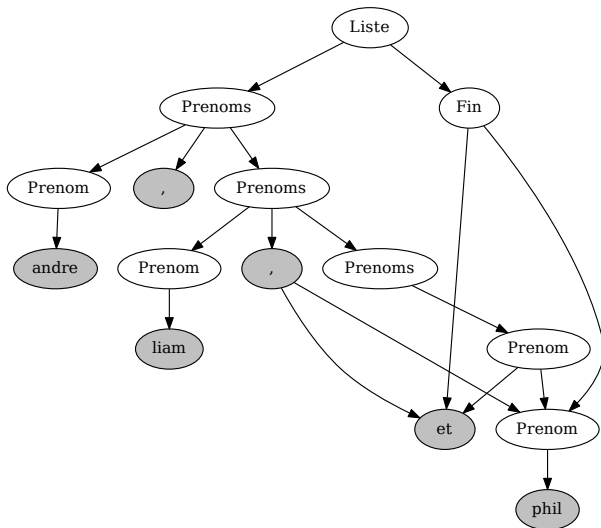 Liste
Prenoms Fin
Prenom , Prenoms
andre Prenom , Prenoms
liam Prenom
et Prenom
phil